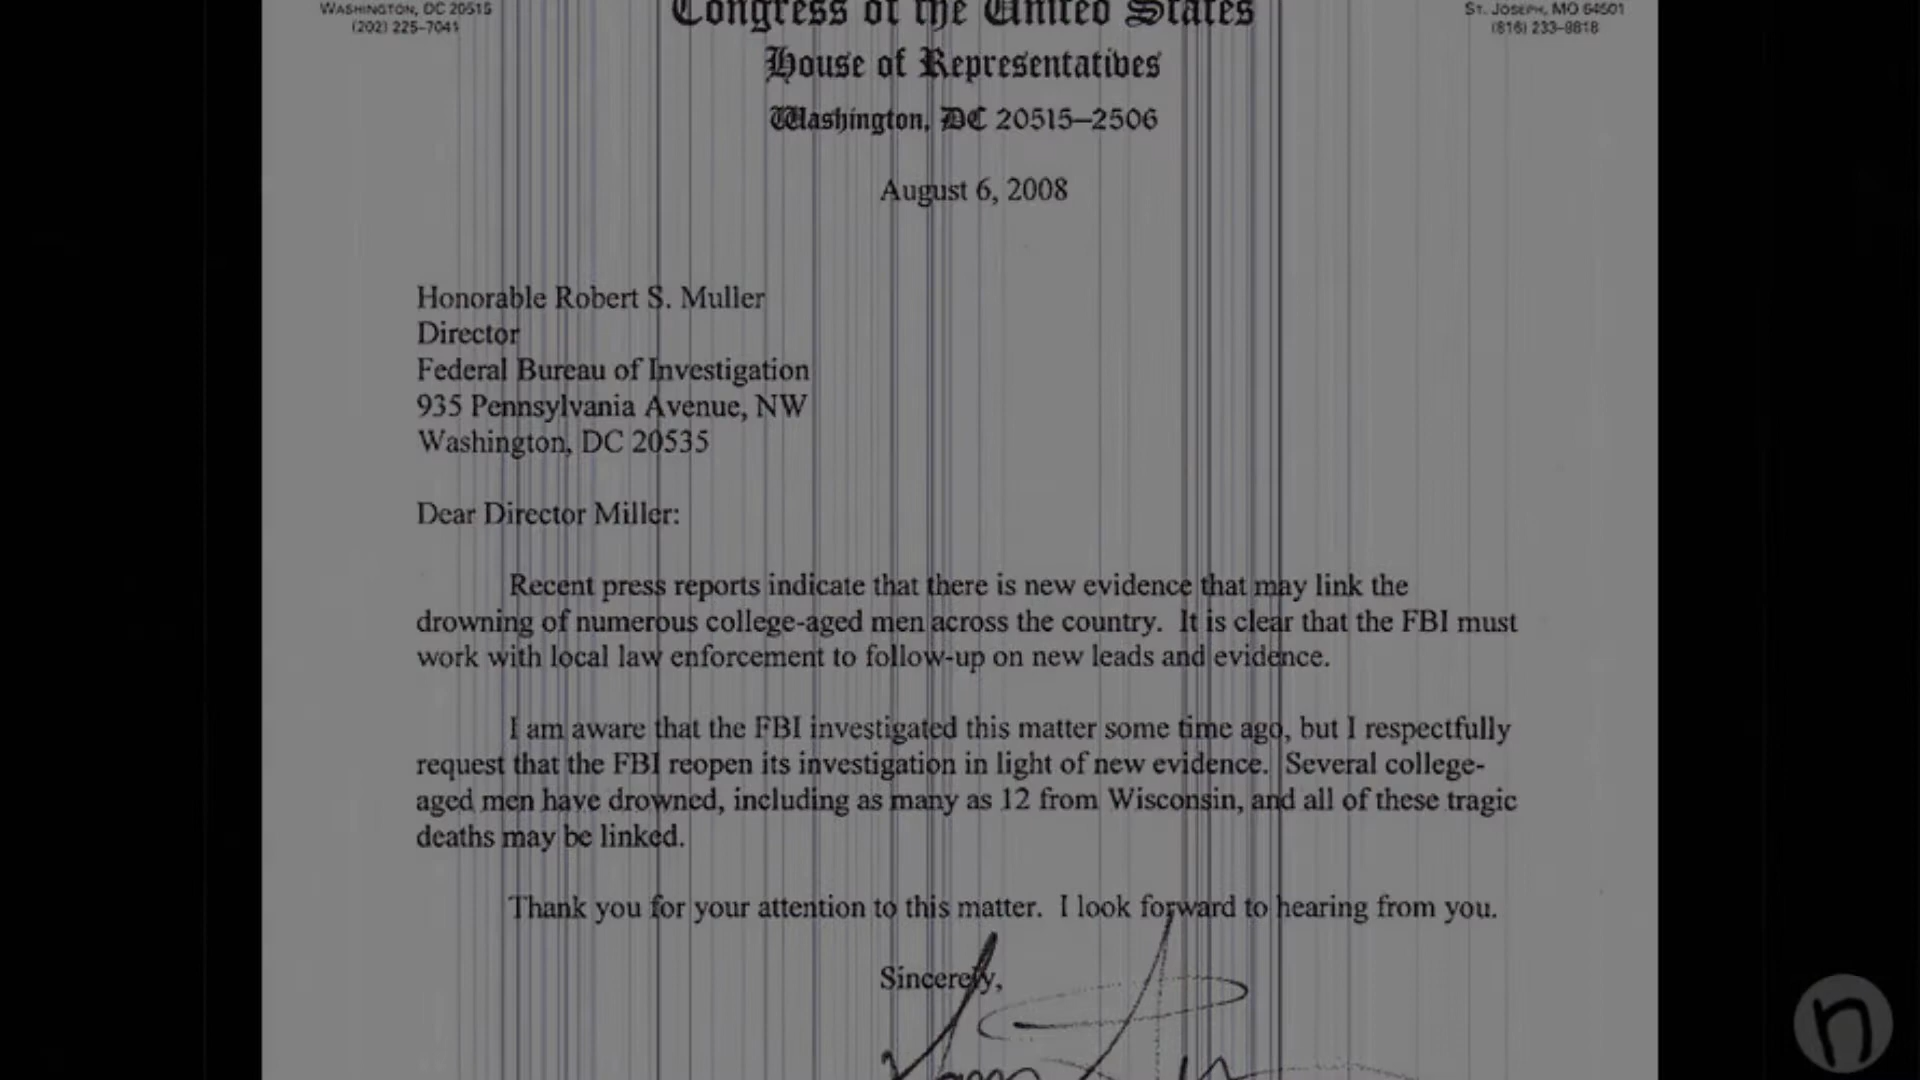 WASHINGTON, DC 20515
(202) 225-7041
Congress of the United States
House of Representatives
Washington, DC 20515–2506
ST. JOSEPH, MO 64501
(816) 233-9818
August 6, 2008
Honorable Robert S. Muller
Director
Federal Bureau of Investigation
935 Pennsylvania Avenue, NW
Washington, DC 20535
Dear Director Miller:
Recent press reports indicate that there is new evidence that may link the
drowning of numerous college-aged men across the country. It is clear that the FBI must
work with local law enforcement to follow-up on new leads and evidence.
I am aware that the FBI investigated this matter some time ago, but I respectfully
request that the FBI reopen its investigation in light of new evidence. Several college-
aged men have drowned, including as many as 12 from Wisconsin, and all of these tragic
deaths may be linked.
Thank you for your attention to this matter. I look forward to hearing from you.
Sincerely,
n